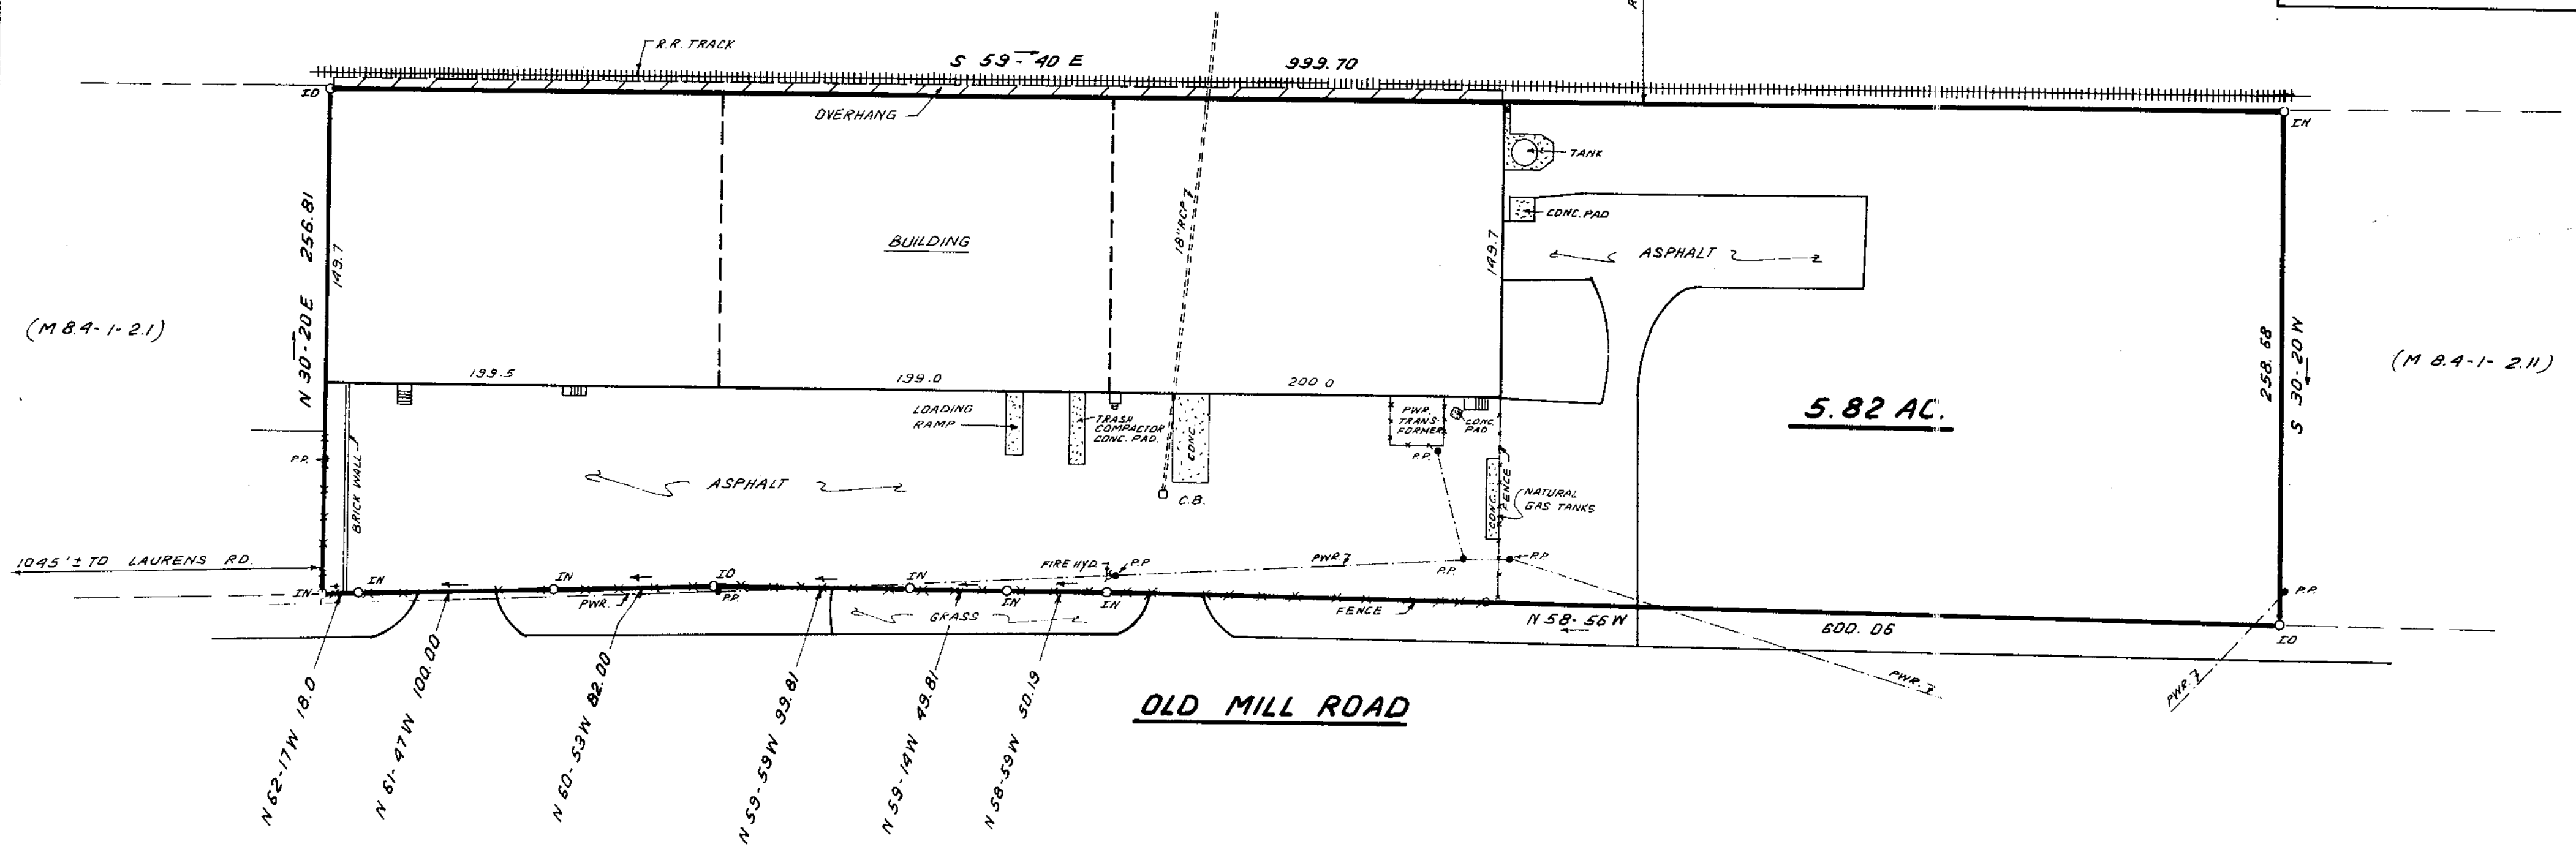 R.R. TRACK
S 59-40 E
999.70
IO
OVERHANG
IN
TANK
CONC. PAD
18" RCP
N 30-20 E 256.81
149.7
BUILDING
149.7
ASPHALT
(M 8.4-1-2.1)
258.68
S 30-20 W
(M 8.4-1-2.11)
199.5
199.0
200.0
LOADING
RAMP
TRASH
COMPACTOR
CONC. PAD.
CONC.
PWR.
TRANS-
FORMER
CONC.
PAD
5.82 AC.
P.P.
P.P.
BRICK WALL
ASPHALT
C.B.
CONC.
FENCE
NATURAL
GAS TANKS
1045'± TO LAURENS RD.
FIRE HYD.
P.P.
PWR.
P.P.
P.P.
P.P.
IN
IN
IN
IO
IN
IN
IN
PWR.
P.P.
GRASS
FENCE
N 58-56 W
600.06
IO
PWR.
PWR.
N 62-17 W 18.0
N 61-47 W 100.00
N 60-53 W 82.00
N 59-59 W 99.81
N 59-14 W 49.81
N 58-59 W 50.19
OLD MILL ROAD